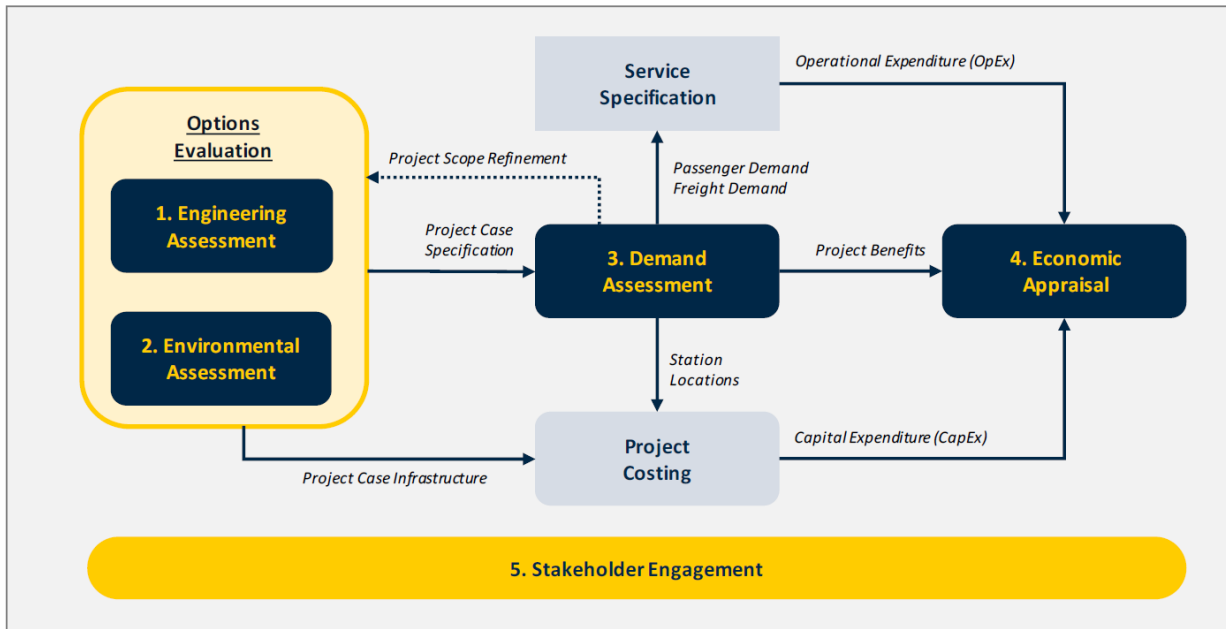 Options
Evaluation
1. Engineering
Assessment
2. Environmental
Assessment
Project Scope Refinement
Project Case
Specification
Project Case Infrastructure
Service
Specification
Passenger Demand
Freight Demand
3. Demand
Assessment
Station
Locations
Project
Costing
Operational Expenditure (OpEx)
Project Benefits
Capital Expenditure (CapEx)
4. Economic
Appraisal
5. Stakeholder Engagement